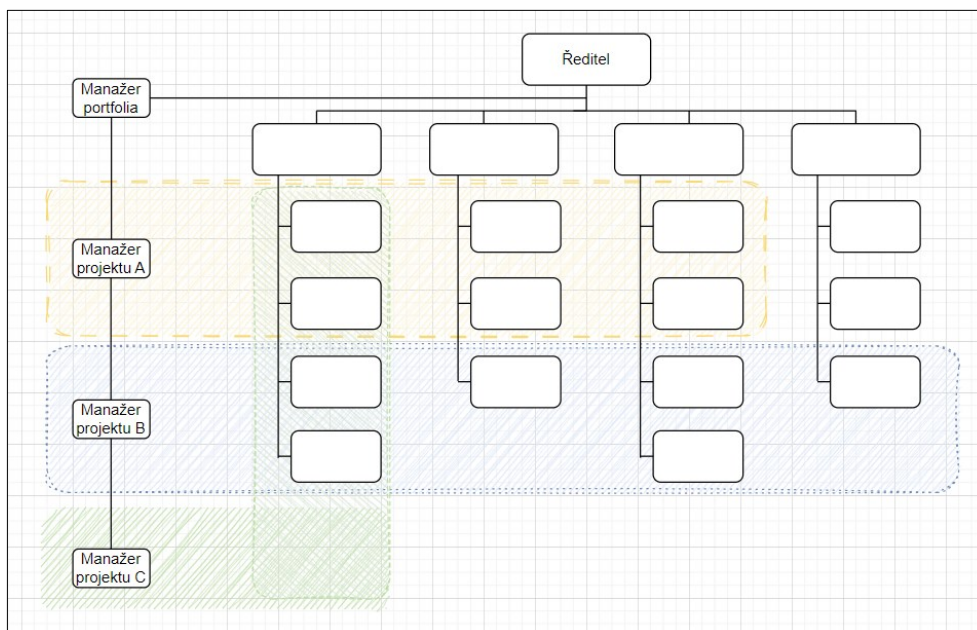 Ředitel
Manažer
portfolia
Manažer
projektu A
Manažer
projektu B
Manažer
projektu C